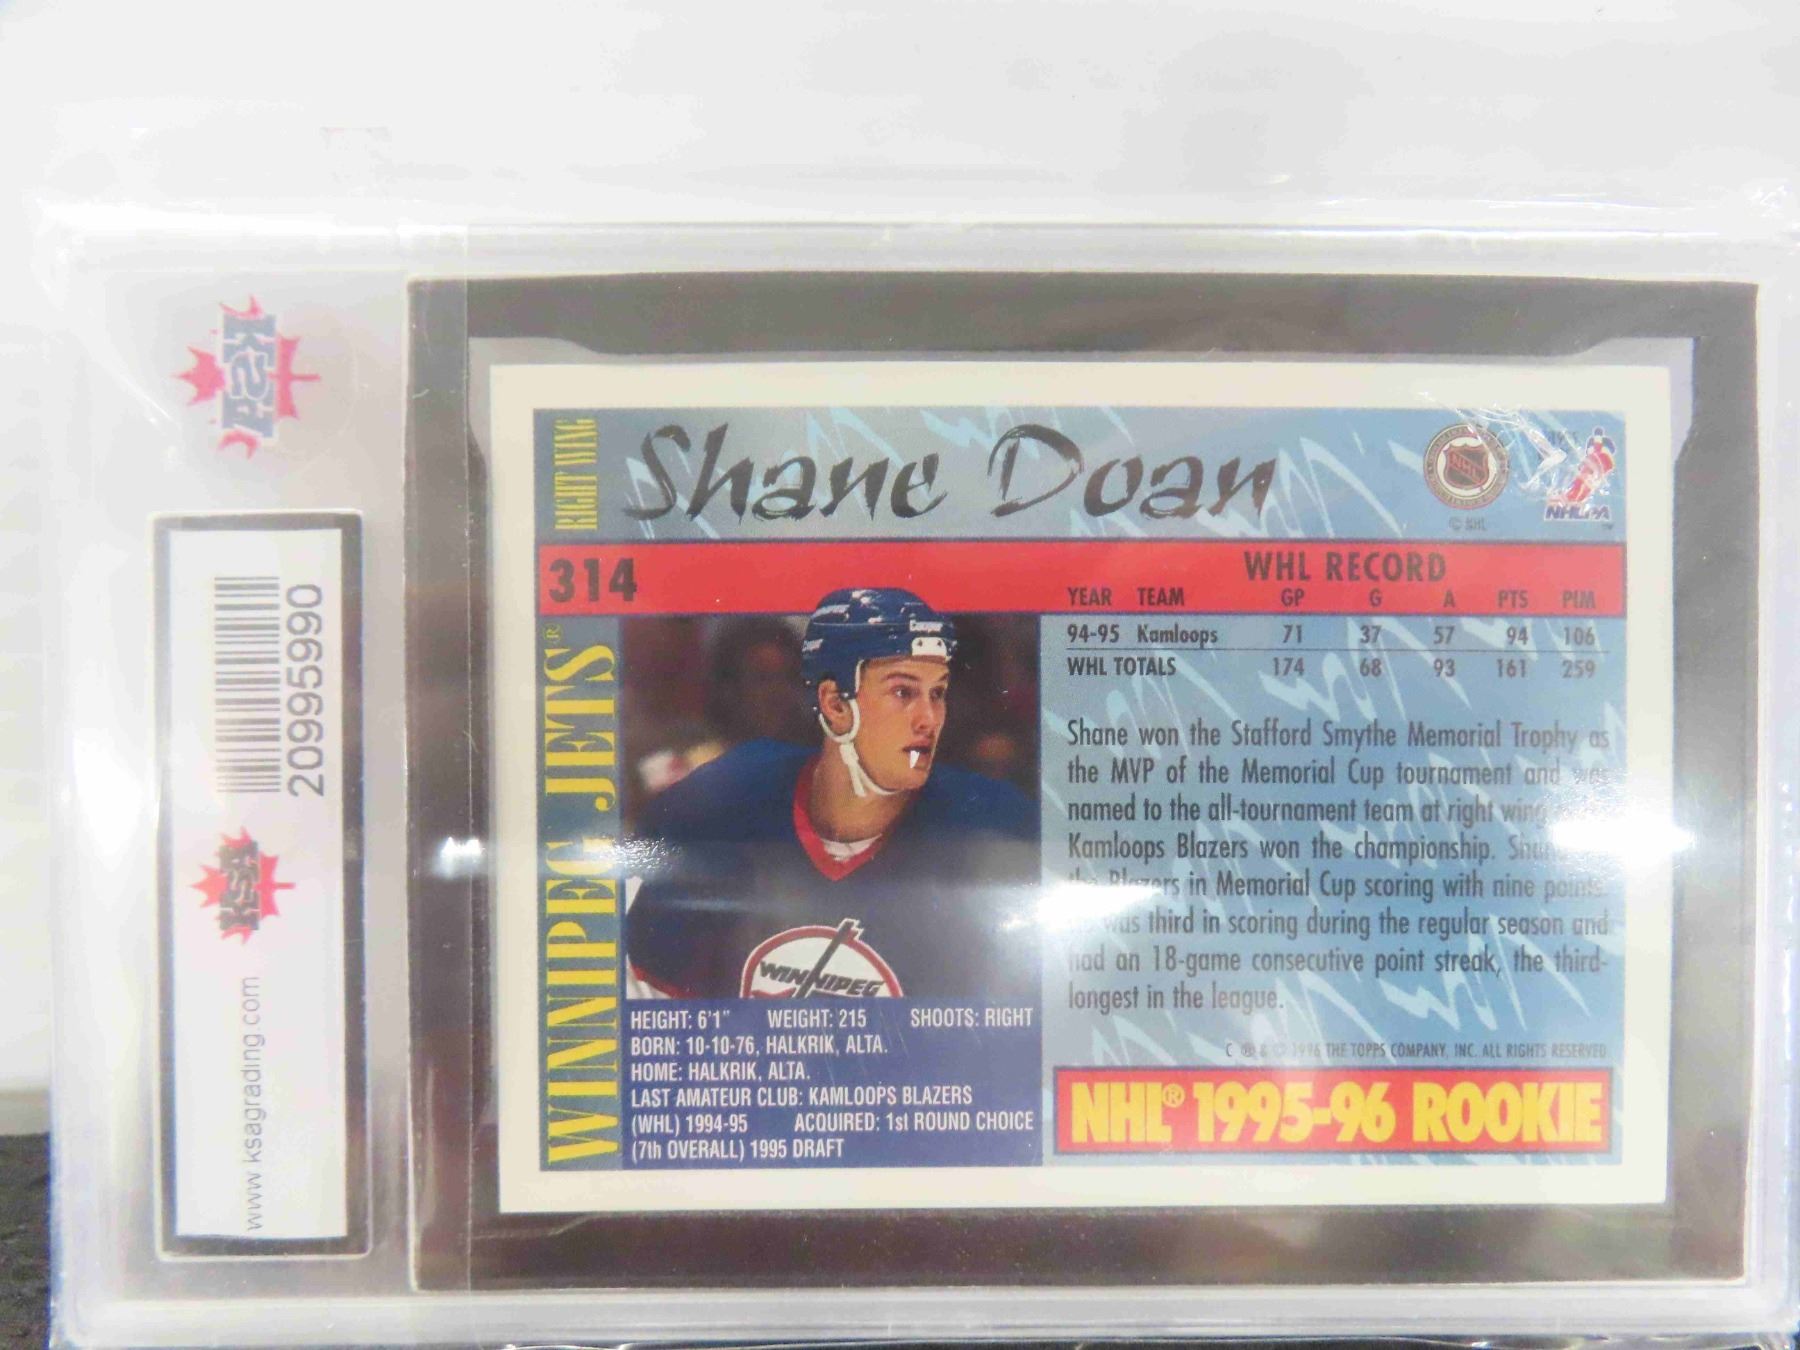 KSA
20995990
KSA
www.ksagrading.com
RIGHT WING
Shane Doan
NHL
© NHL
NHLPA
314
WHL RECORD
YEAR TEAM GP G A PTS PIM
94-95 Kamloops 71 37 57 94 106
WHL TOTALS 174 68 93 161 259
WINNIPEG JETS®
Cooper
Cooper
WINNIPEG
Shane won the Stafford Smythe Memorial Trophy as
the MVP of the Memorial Cup tournament and was
named to the all-tournament team at right wing
Kamloops Blazers won the championship.
the Blazers in Memorial Cup scoring with nine points.
was third in scoring during the regular season and
had an 18-game consecutive point streak, the third-
longest in the league.
HEIGHT: 6'1" WEIGHT: 215 SHOOTS: RIGHT
BORN: 10-10-76, HALKRIK, ALTA.
HOME: HALKRIK, ALTA.
LAST AMATEUR CLUB: KAMLOOPS BLAZERS
(WHL) 1994-95 ACQUIRED: 1st ROUND CHOICE
(7th OVERALL) 1995 DRAFT
© 1996 THE TOPPS COMPANY, INC. ALL RIGHTS RESERVED
NHL® 1995-96 ROOKIE